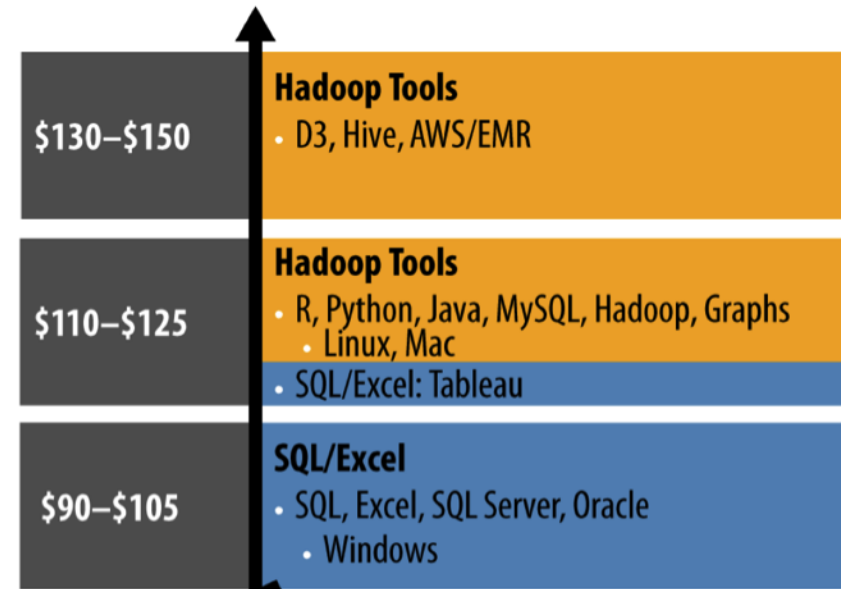 $130–$150
Hadoop Tools
• D3, Hive, AWS/EMR
$110–$125
Hadoop Tools
• R, Python, Java, MySQL, Hadoop, Graphs
• Linux, Mac
• SQL/Excel: Tableau
$90–$105
SQL/Excel
• SQL, Excel, SQL Server, Oracle
• Windows